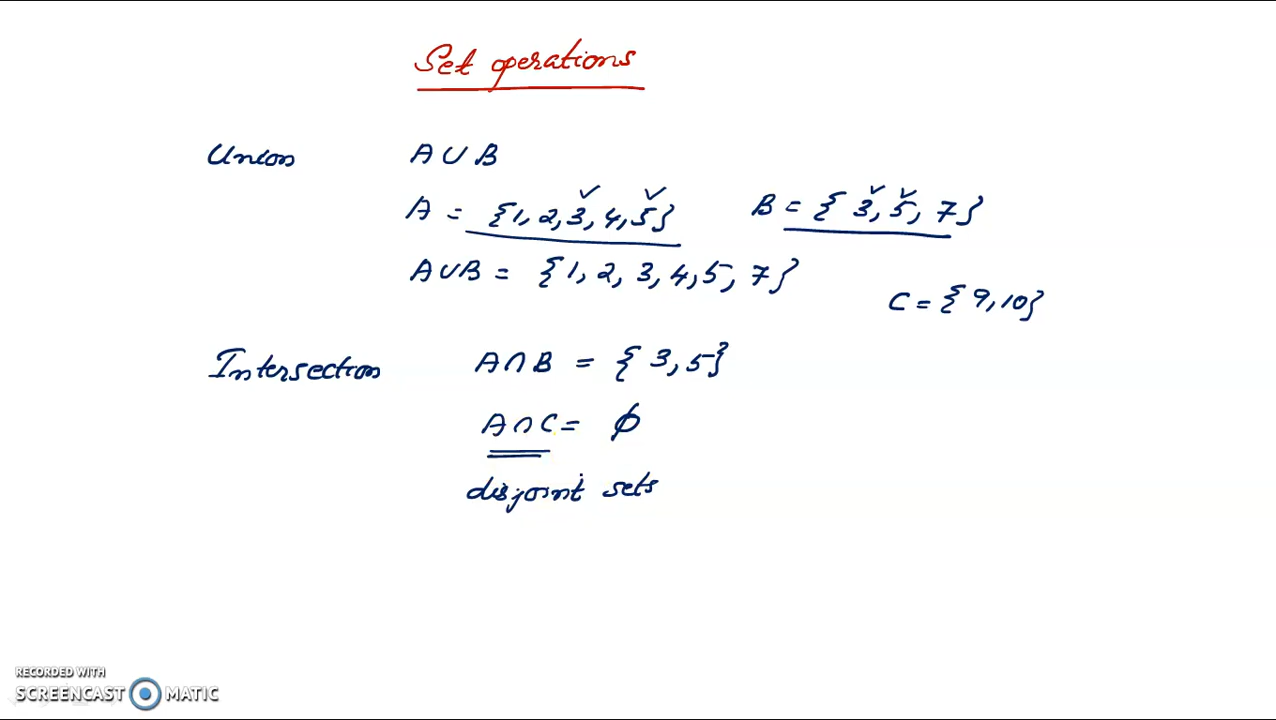 Set operations
Union A ∪ B
A = {1, 2, 3, 4, 5} B = { 3, 5, 7}
A∪B = {1, 2, 3, 4, 5, 7}
C = { 9, 10}
Intersection A∩B = { 3, 5}
A∩C = ϕ
disjoint sets
RECORDED WITH
SCREENCAST MATIC